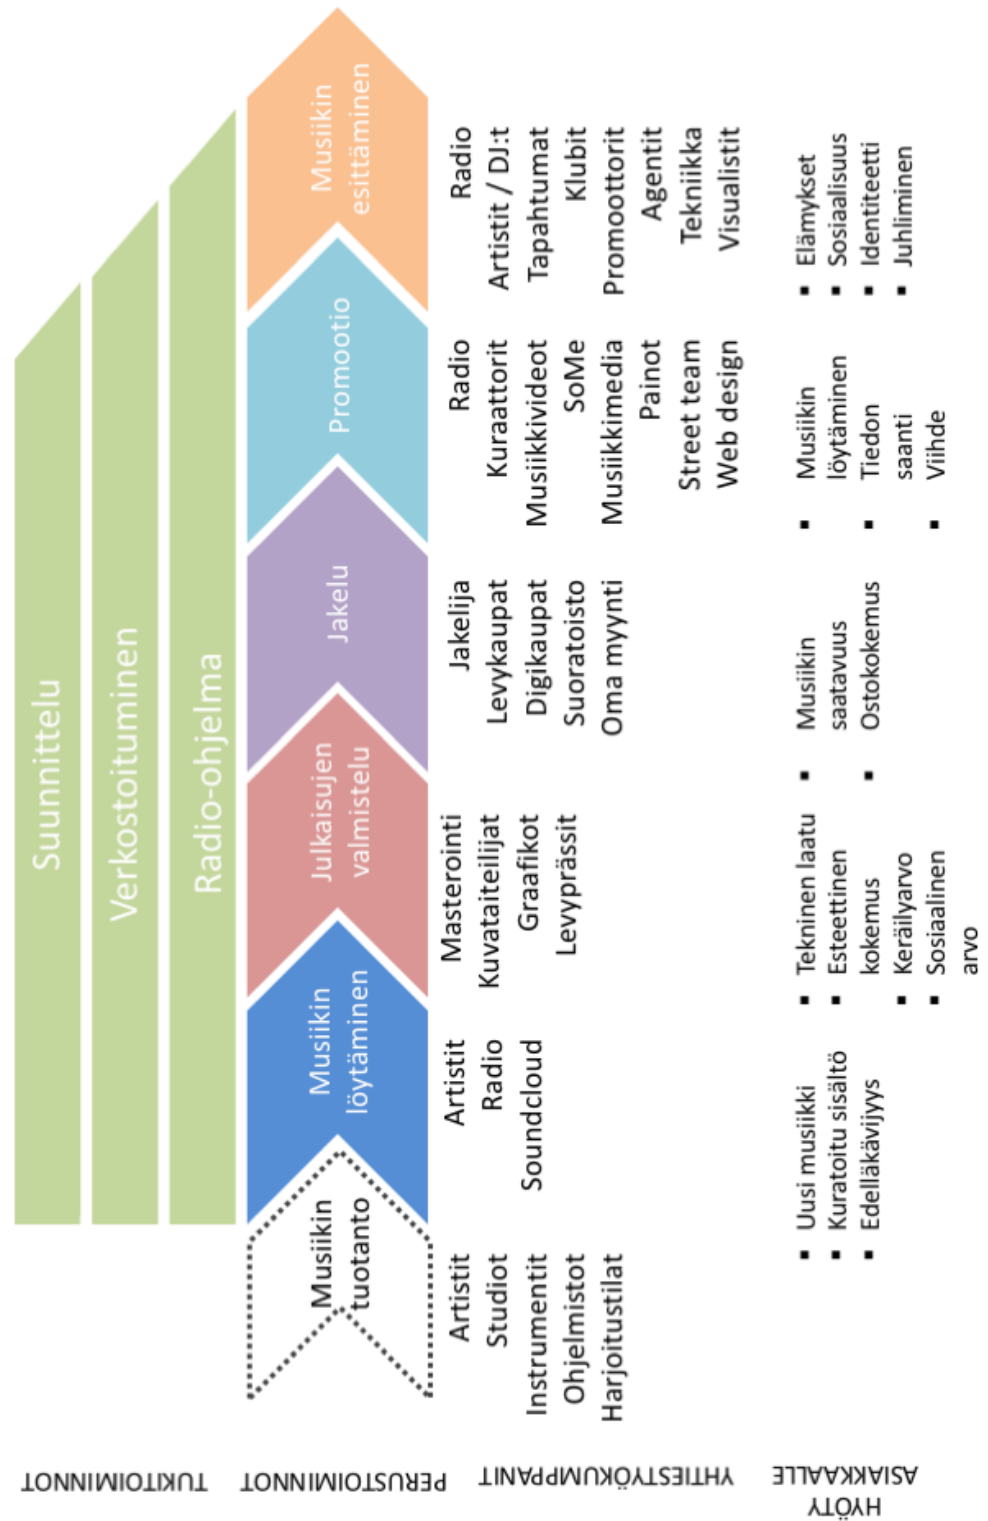 TUKITOIMINNOT
Suunnittelu
Verkostoituminen
Radio-ohjelma
PERUSTOIMINNOT
Musiikin
tuotanto
Musiikin
löytäminen
Julkaisujen
valmistelu
Jakelu
Promootio
Musiikin
esittäminen
YHTIESTYÖKUMPPANIT
Artistit
Studiot
Instrumentit
Ohjelmistot
Harjoitustilat
Artistit
Radio
Soundcloud
Masterointi
Kuvataiteilijat
Graafikot
Levyprässit
Jakelija
Levykaupat
Digikaupat
Suoratoisto
Oma myynti
Radio
Kuraattorit
Musiikkivideot
SoMe
Musiikkimedia
Painot
Street team
Web design
Radio
Artistit / DJ:t
Tapahtumat
Klubit
Promoottorit
Agentit
Tekniikka
Visualistit
HYÖTY
ASIAKKAALLE
▪ Uusi musiikki
▪ Kuratoitu sisältö
▪ Edelläkävijyys
▪ Tekninen laatu
▪ Esteettinen
kokemus
▪ Keräilyarvo
▪ Sosiaalinen
arvo
▪ Musiikin
saatavuus
▪ Ostokokemus
▪ Musiikin
löytäminen
▪ Tiedon
saanti
▪ Viihde
▪ Elämykset
▪ Sosiaalisuus
▪ Identiteetti
▪ Juhliminen